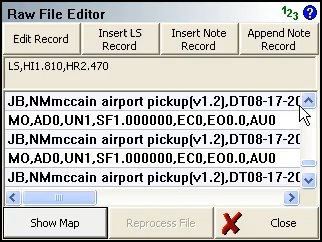 Raw File Editor 123 ?
Edit Record Insert LS Record Insert Note Record Append Note Record
LS,HI1.810,HR2.470
JB,NMmccain airport pickup(v1.2),DT08-17-20
MO,AD0,UN1,SF1.000000,EC0,EO0.0,AU0
JB,NMmccain airport pickup(v1.2),DT08-17-20
MO,AD0,UN1,SF1.000000,EC0,EO0.0,AU0
JB,NMmccain airport pickup(v1.2),DT08-17-20
Show Map Reprocess File Close